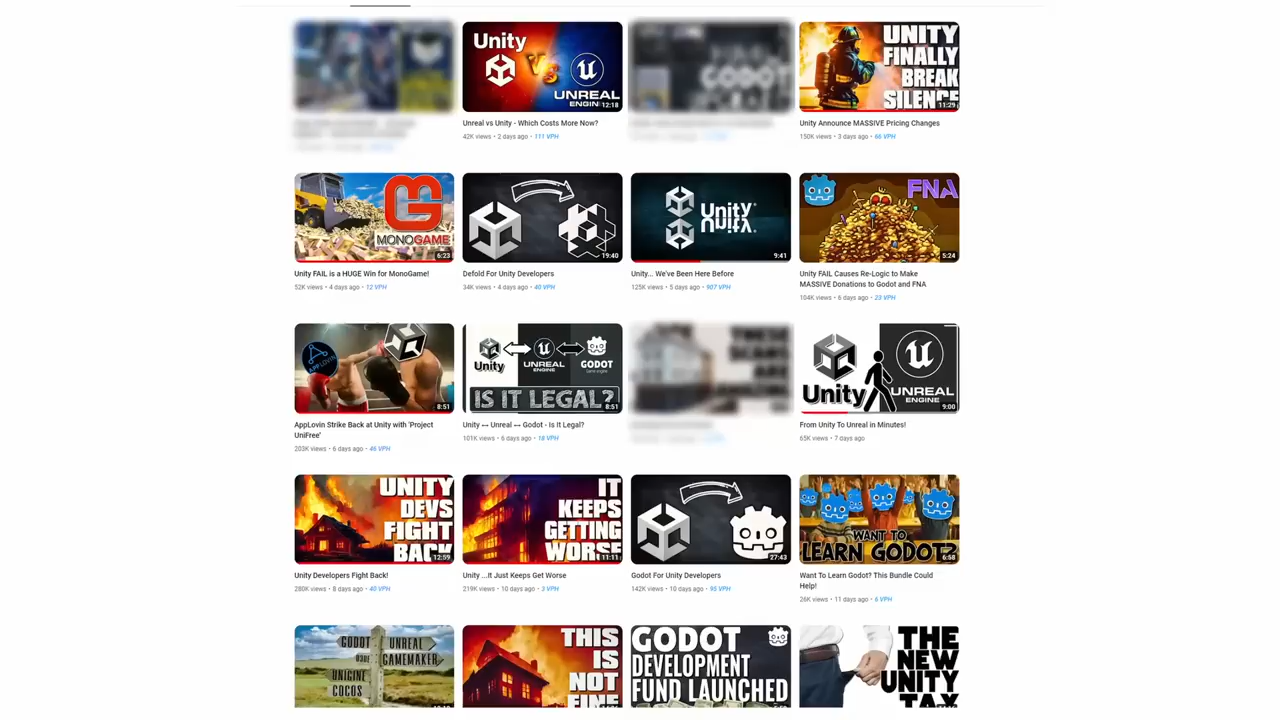 Unity
Vs
UNREAL
ENGIN
12:18
UNITY
FINALLY
BREAK
SILENCE
11:29
Unreal vs Unity - Which Costs More Now?
42K views • 2 days ago • 111 VPH
Unity Announce MASSIVE Pricing Changes
150K views • 3 days ago • 66 VPH
MONOGAME
6:23
19:40
Unity
9:41
FNA
5:24
Unity FAIL is a HUGE Win for MonoGame!
52K views • 4 days ago • 12 VPH
Defold For Unity Developers
34K views • 4 days ago • 40 VPH
Unity... We've Been Here Before
125K views • 5 days ago • 907 VPH
Unity FAIL Causes Re-Logic to Make
MASSIVE Donations to Godot and FNA
104K views • 6 days ago • 23 VPH
APPLOVIN
8:51
Unity
UNREAL
ENGINE
GODOT
IS IT LEGAL?
8:51
Unity
UNREAL
ENGINE
9:00
AppLovin Strike Back at Unity with 'Project
UniFree'
203K views • 6 days ago • 46 VPH
Unity ↔ Unreal ↔ Godot - Is It Legal?
101K views • 6 days ago • 18 VPH
From Unity To Unreal in Minutes!
65K views • 7 days ago
UNITY
DEVS
FIGHT
BACK
12:59
IT
KEEPS
GETTING
WORSE
11:11
27:43
WANT TO
LEARN GODOT?
6:58
Unity Developers Fight Back!
280K views • 8 days ago • 40 VPH
Unity ...It Just Keeps Get Worse
219K views • 10 days ago • 3 VPH
Godot For Unity Developers
142K views • 10 days ago • 95 VPH
Want To Learn Godot? This Bundle Could
Help!
26K views • 11 days ago • 6 VPH
GODOT
UNREAL
GAMEMAKER
UNIGINE
COCOS
THIS
IS
NOT
FINE
GODOT
DEVELOPMENT
FUND LAUNCHED
THE
NEW
UNITY
TAX